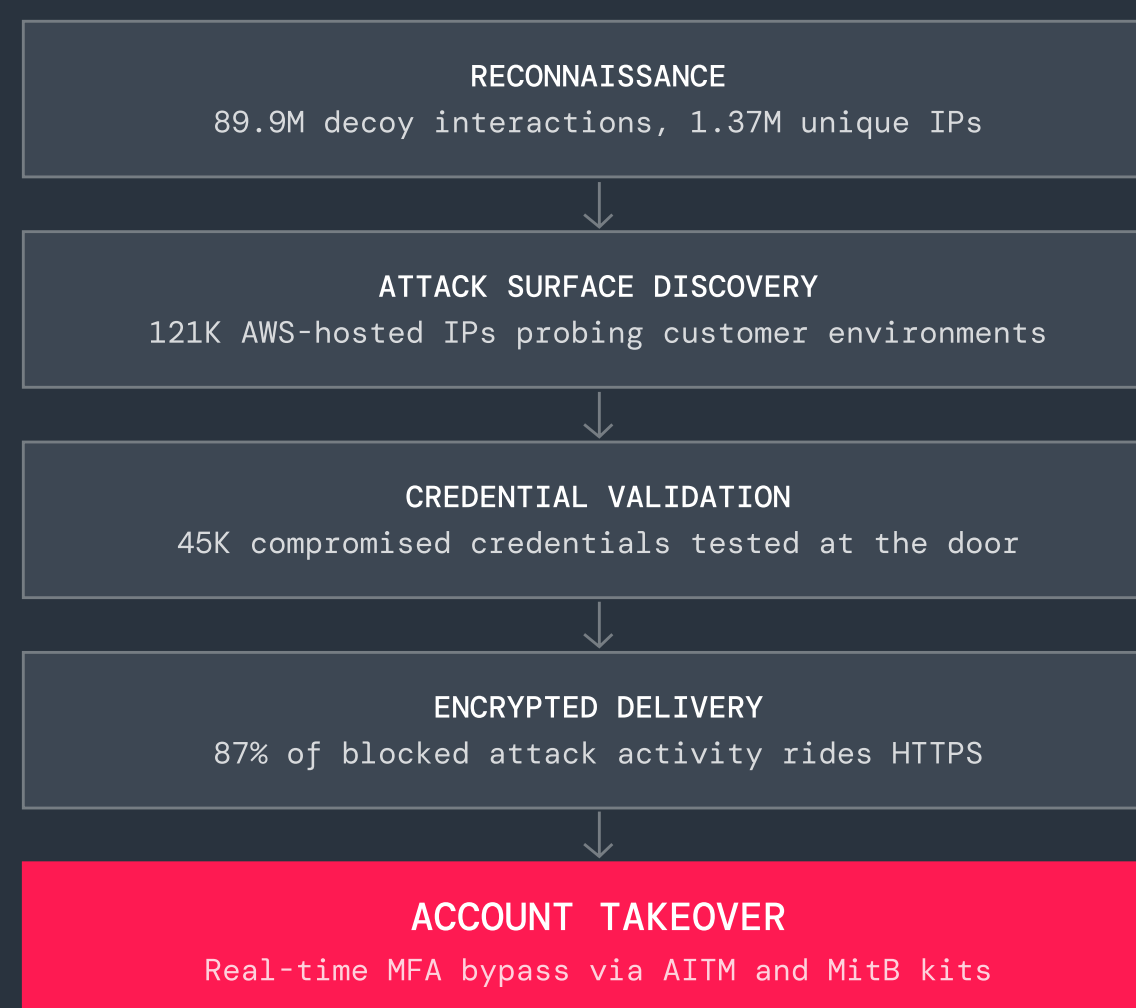 RECONNAISSANCE
89.9M decoy interactions, 1.37M unique IPs
ATTACK SURFACE DISCOVERY
121K AWS-hosted IPs probing customer environments
CREDENTIAL VALIDATION
45K compromised credentials tested at the door
ENCRYPTED DELIVERY
87% of blocked attack activity rides HTTPS
ACCOUNT TAKEOVER
Real-time MFA bypass via AITM and MitB kits